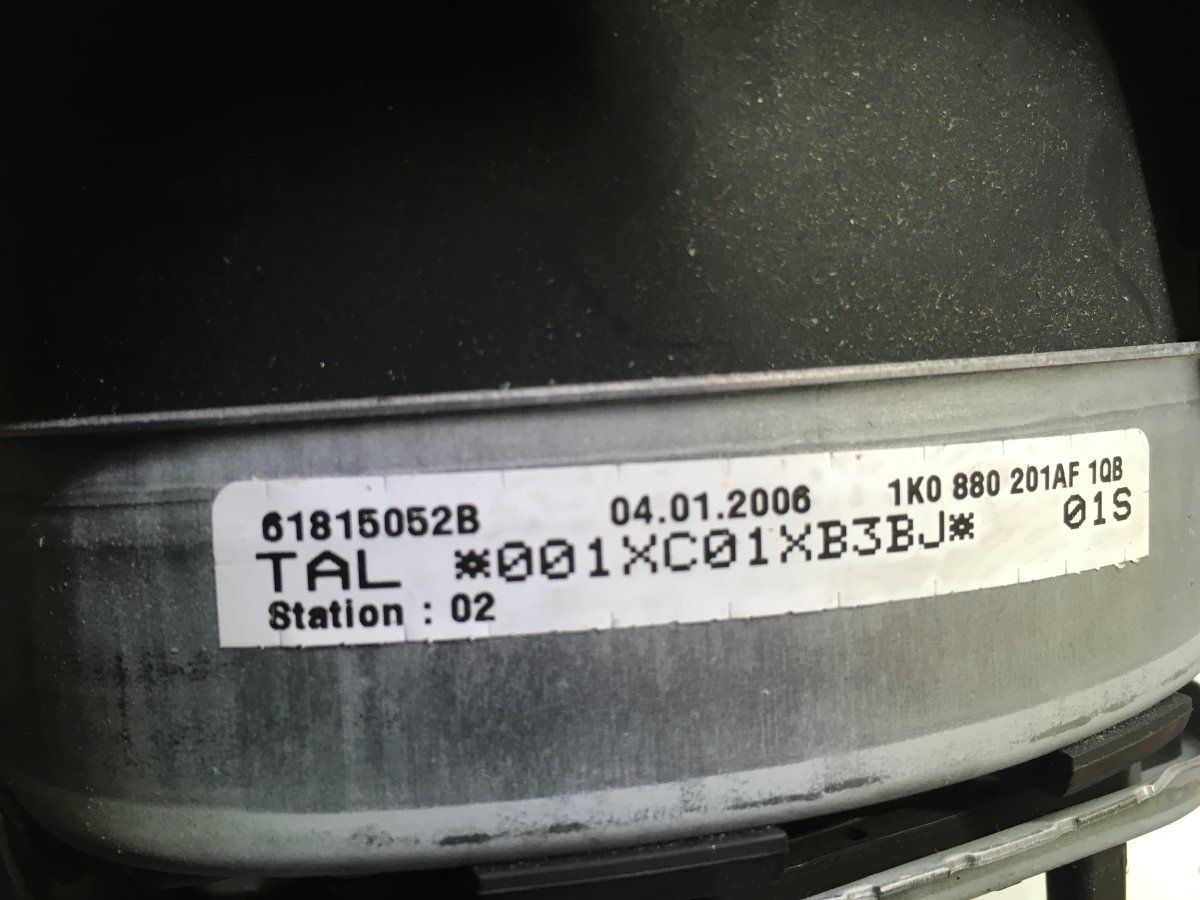 61815052B 04.01.2006 1K0 880 201AF 1QB
TAL *001XC01XB3BJ* 01S
Station : 02